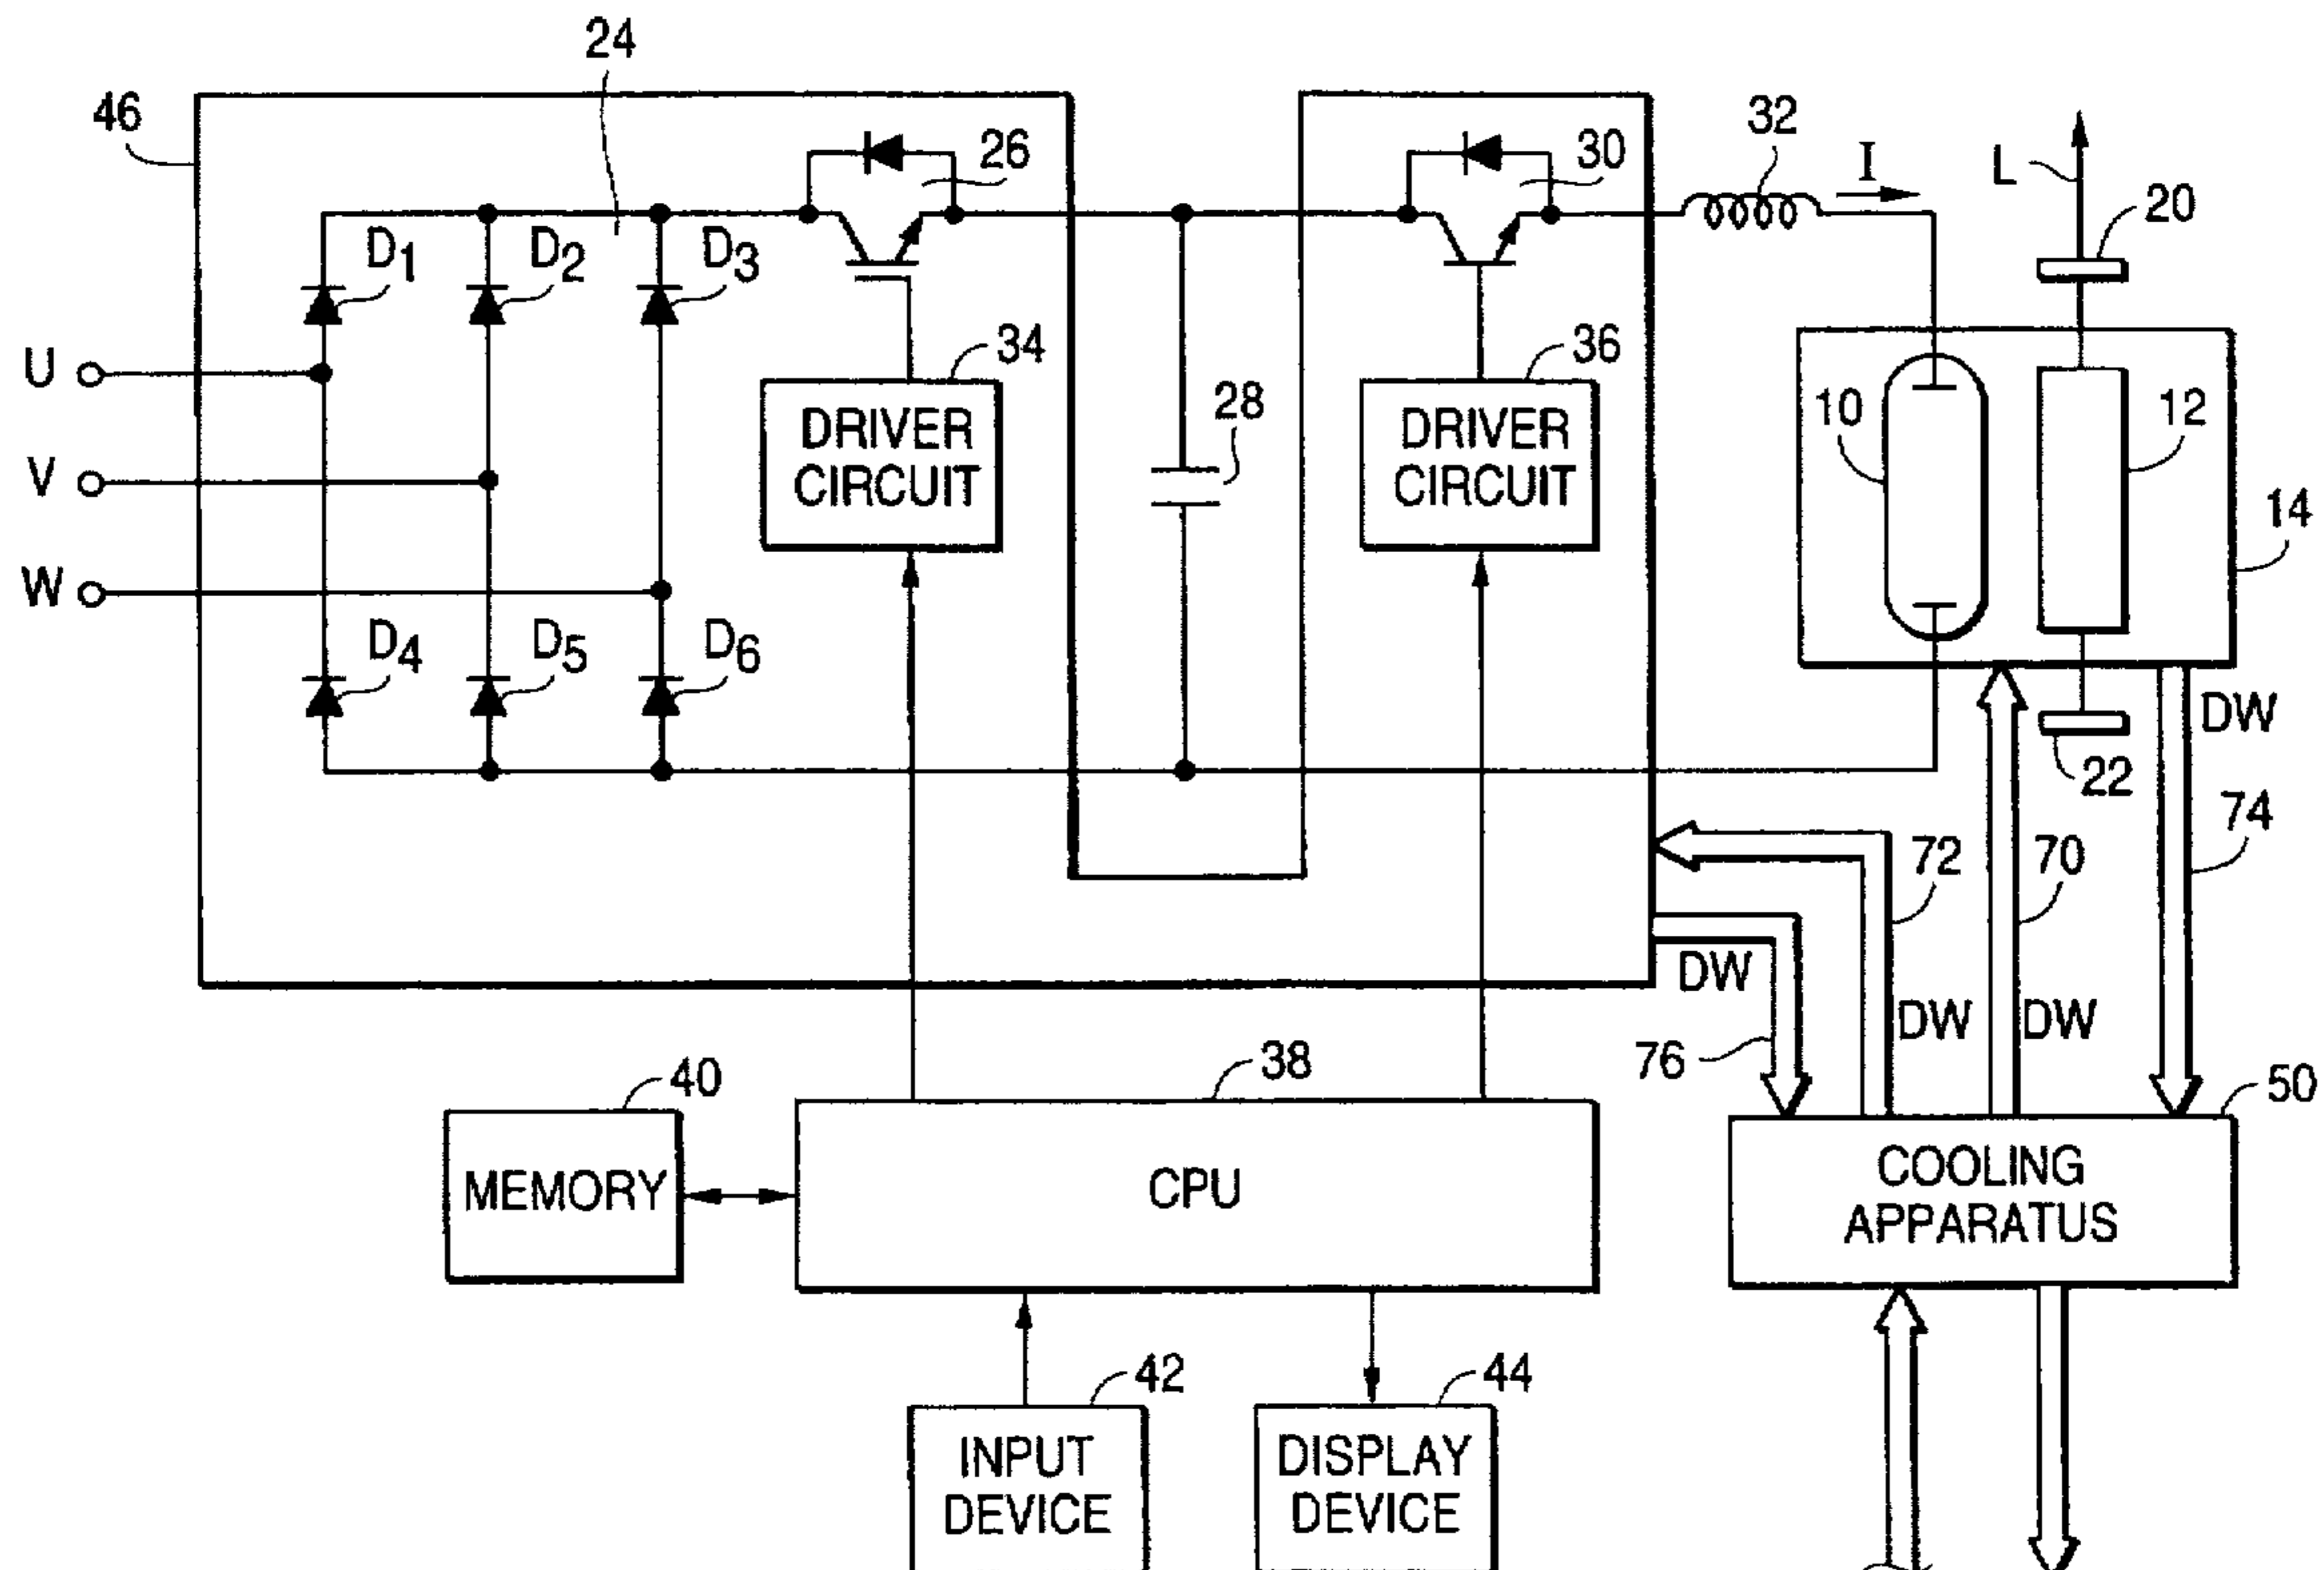 24
46
26
30
32
I
L
20
D1
D2
D3
U
34
36
DRIVER
CIRCUIT
28
DRIVER
CIRCUIT
10
12
V
14
W
D4
D5
D6
DW
22
74
72
70
DW
DW
DW
76
40
38
50
MEMORY
CPU
COOLING
APPARATUS
42
44
INPUT
DEVICE
DISPLAY
DEVICE